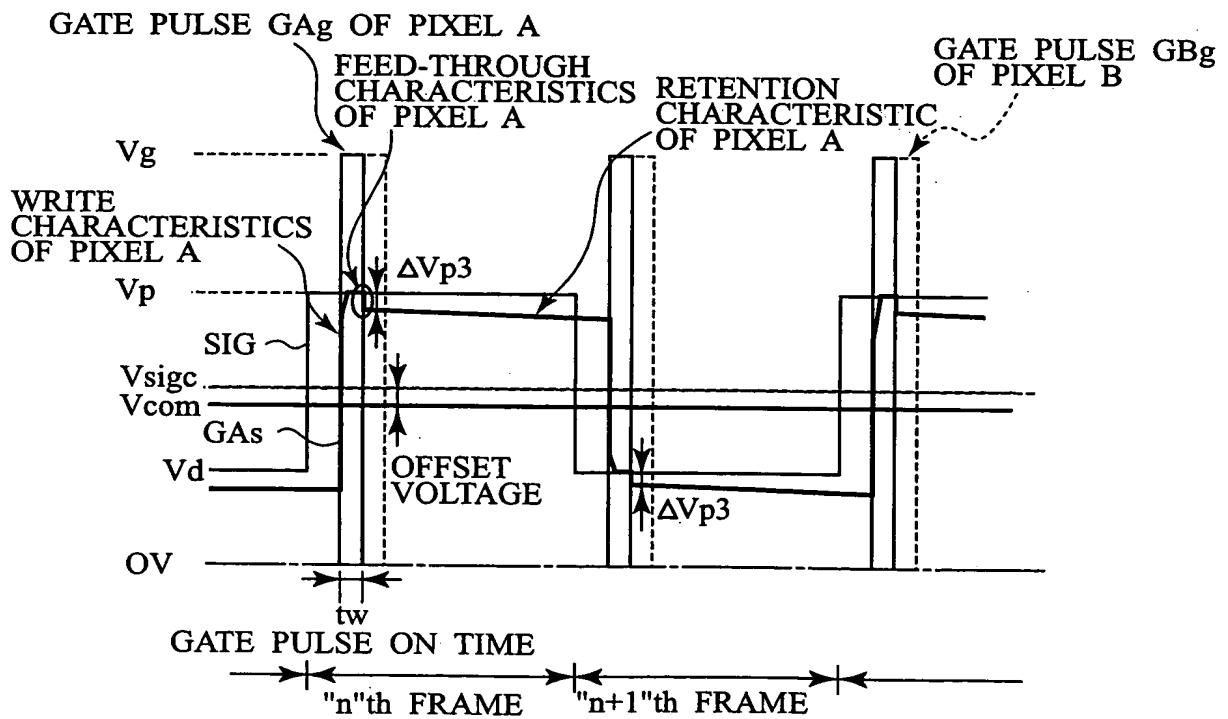 GATE PULSE GAg OF PIXEL A
FEED-THROUGH
CHARACTERISTICS
OF PIXEL A
RETENTION
CHARACTERISTIC
OF PIXEL A
GATE PULSE GBg
OF PIXEL B
Vg
WRITE
CHARACTERISTICS
OF PIXEL A
Vp
ΔVp3
SIG
Vsigc
Vcom
GAs
Vd
OFFSET
VOLTAGE
ΔVp3
OV
tw
GATE PULSE ON TIME
"n"th FRAME
"n+1"th FRAME